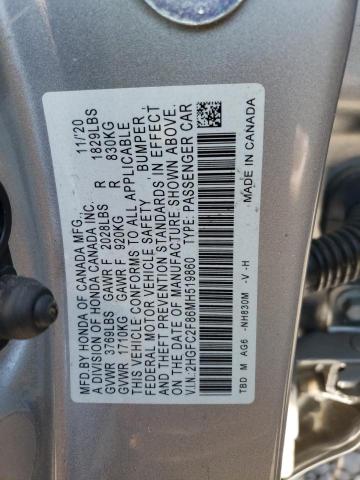 MFD.BY HONDA OF CANADA MFG., 11/20
A DIVISION OF HONDA CANADA INC.
GVWR 3769LBS GAWR F 2028LBS R 1829LBS
GVWR 1710KG GAWR F 920KG R 830KG
THIS VEHICLE CONFORMS TO ALL APPLICABLE
FEDERAL MOTOR VEHICLE SAFETY, BUMPER,
AND THEFT PREVENTION STANDARDS IN EFFECT
ON THE DATE OF MANUFACTURE SHOWN ABOVE.
V.I.N.:2HGFC2F86MH519860 TYPE: PASSENGER CAR
TBD M AG6 -NH830M -V -H
MADE IN CANADA